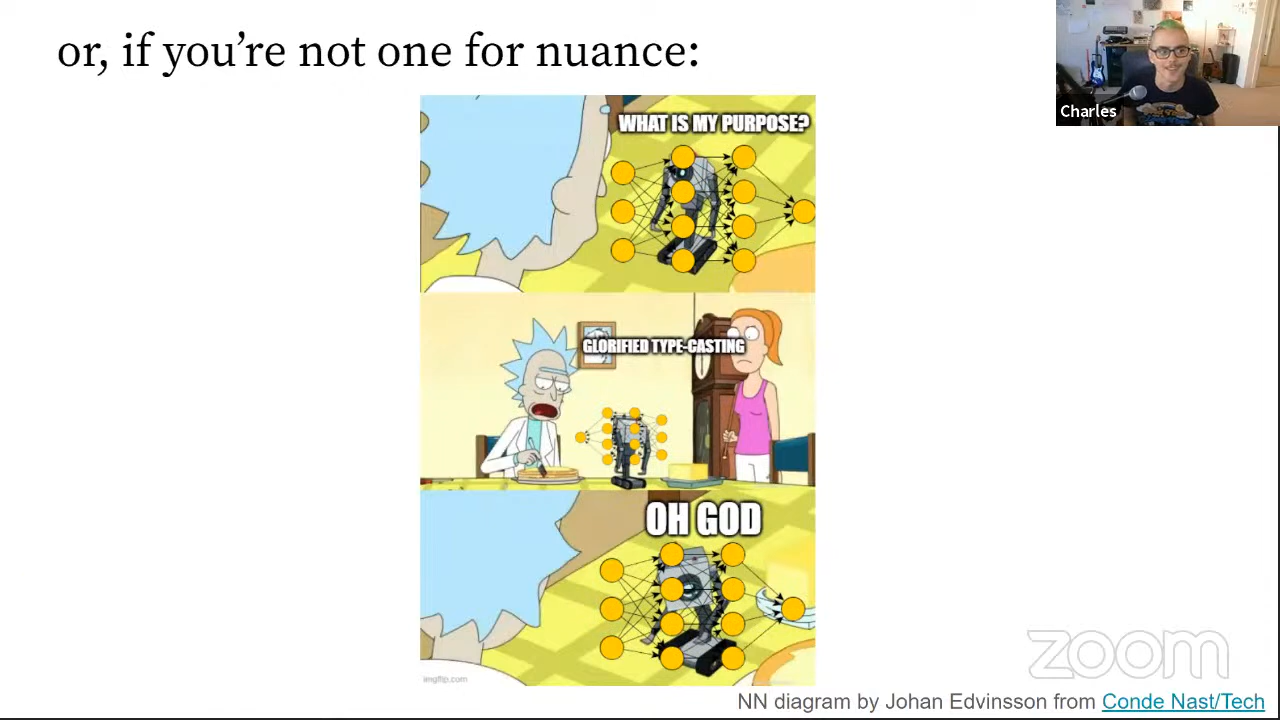 or, if you’re not one for nuance:
Charles
WHAT IS MY PURPOSE?
GLORIFIED TYPE-CASTING
OH GOD
imgflip.com
zoom
NN diagram by Johan Edvinsson from Conde Nast/Tech